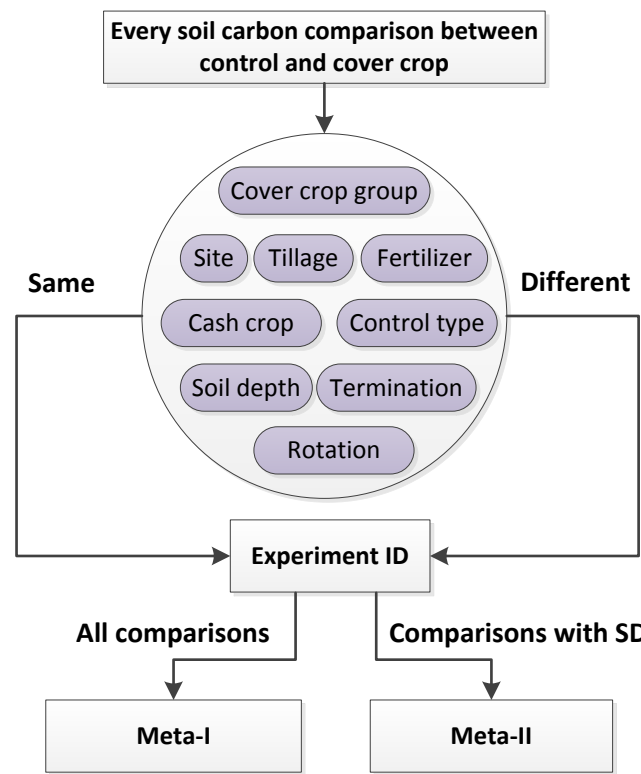 Every soil carbon comparison between
control and cover crop
Cover crop group
Site Tillage Fertilizer
Same
Different
Cash crop Control type
Soil depth Termination
Rotation
Experiment ID
All comparisons
Comparisons with SD
Meta-I
Meta-II